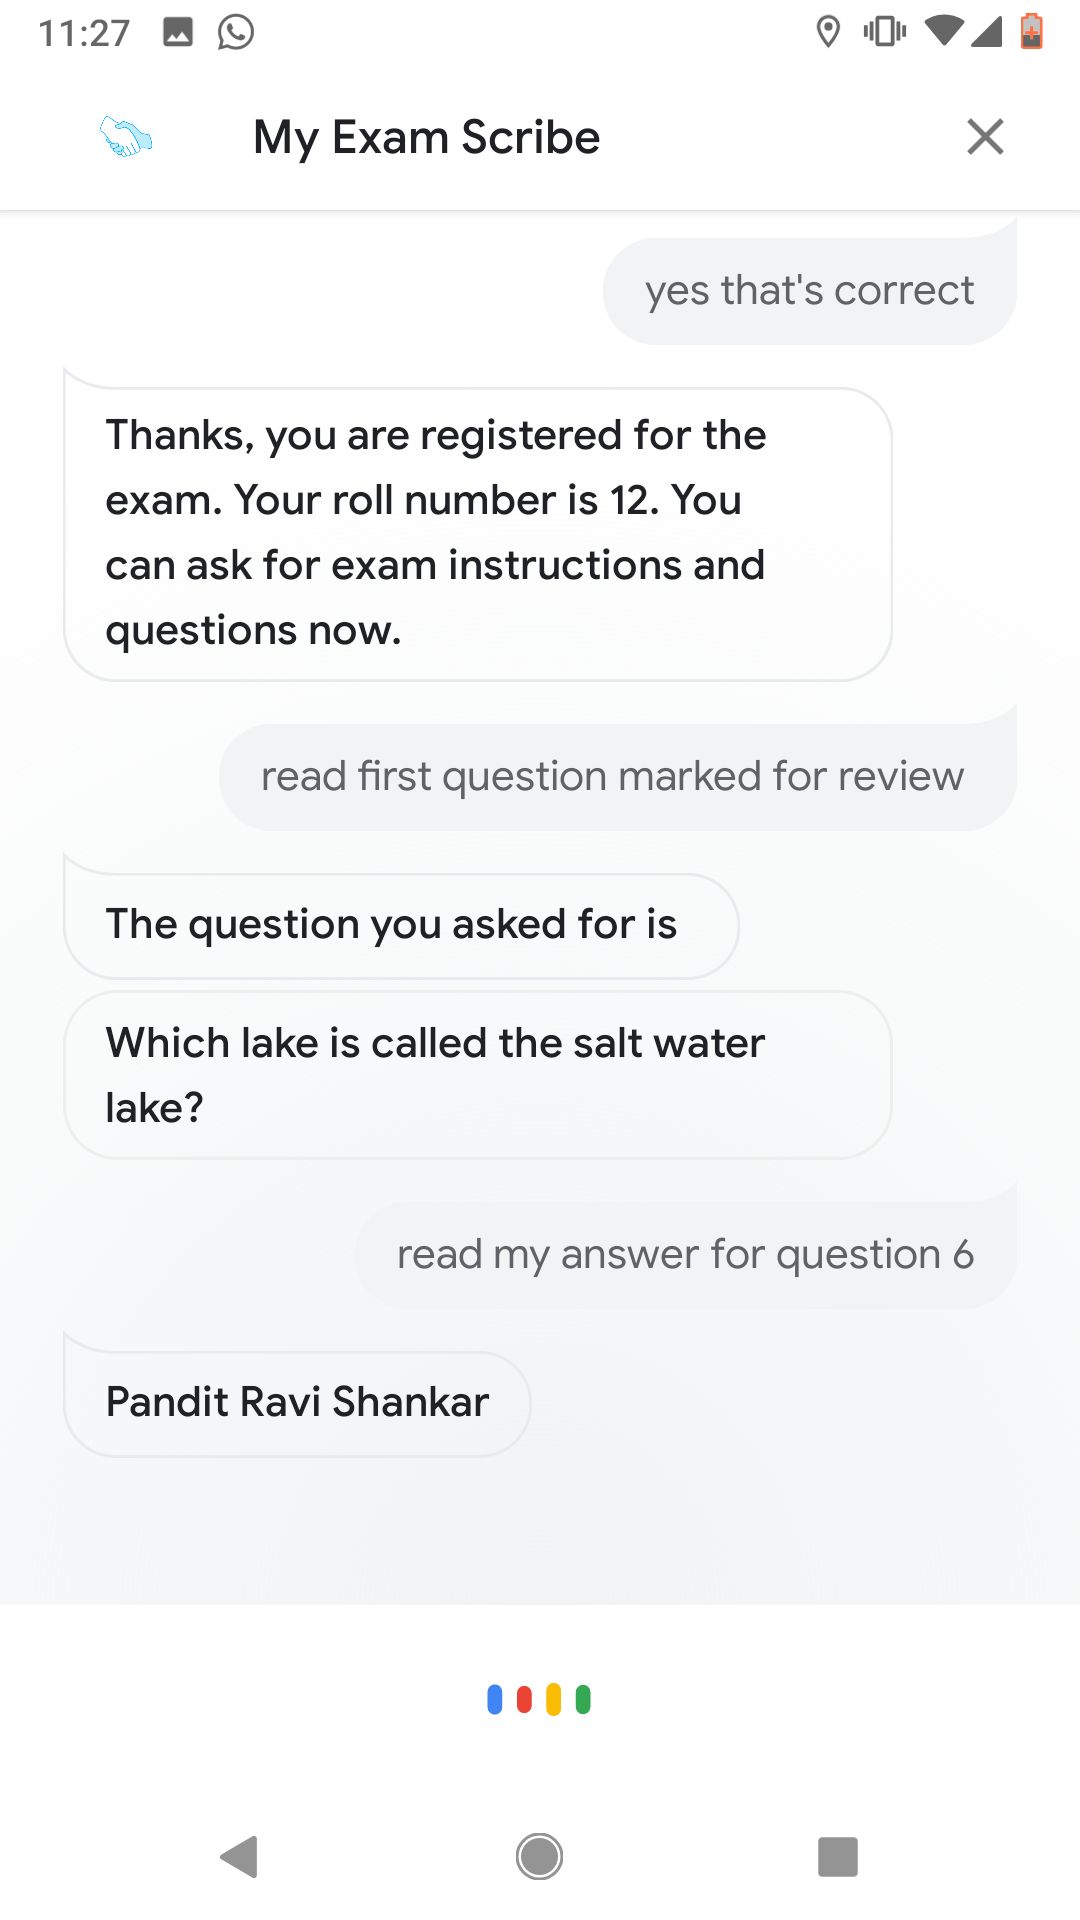 11:27
My Exam Scribe
yes that's correct
Thanks, you are registered for the
exam. Your roll number is 12. You
can ask for exam instructions and
questions now.
read first question marked for review
The question you asked for is
Which lake is called the salt water
lake?
read my answer for question 6
Pandit Ravi Shankar